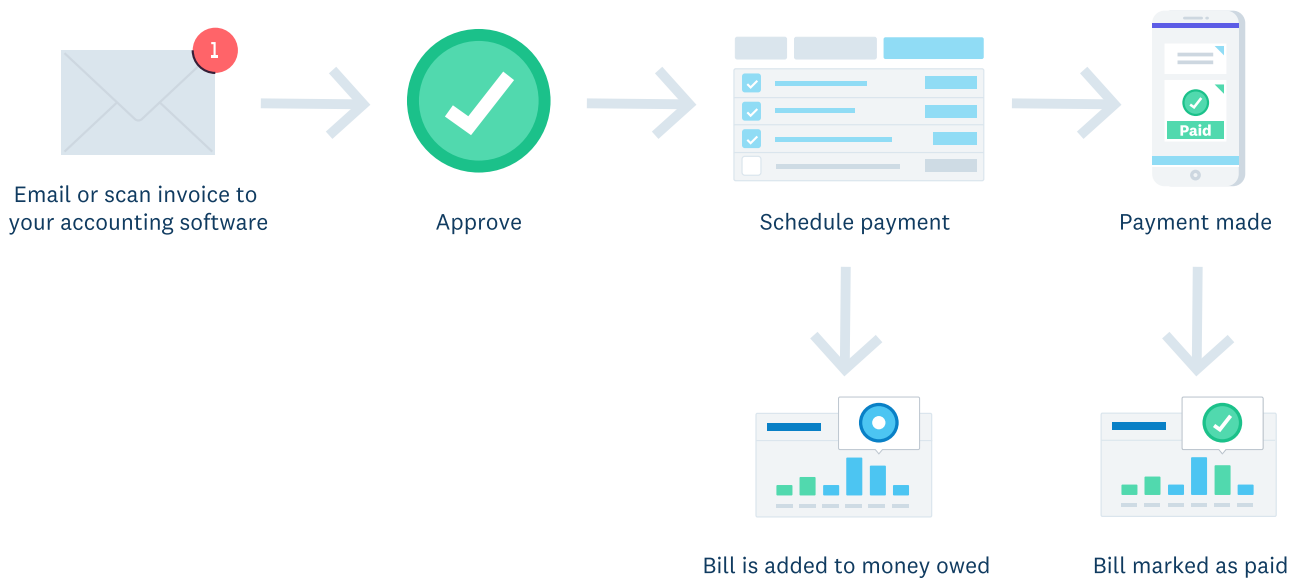 1
Email or scan invoice to
your accounting software
Approve
Schedule payment
Paid
Payment made
Bill is added to money owed
Bill marked as paid